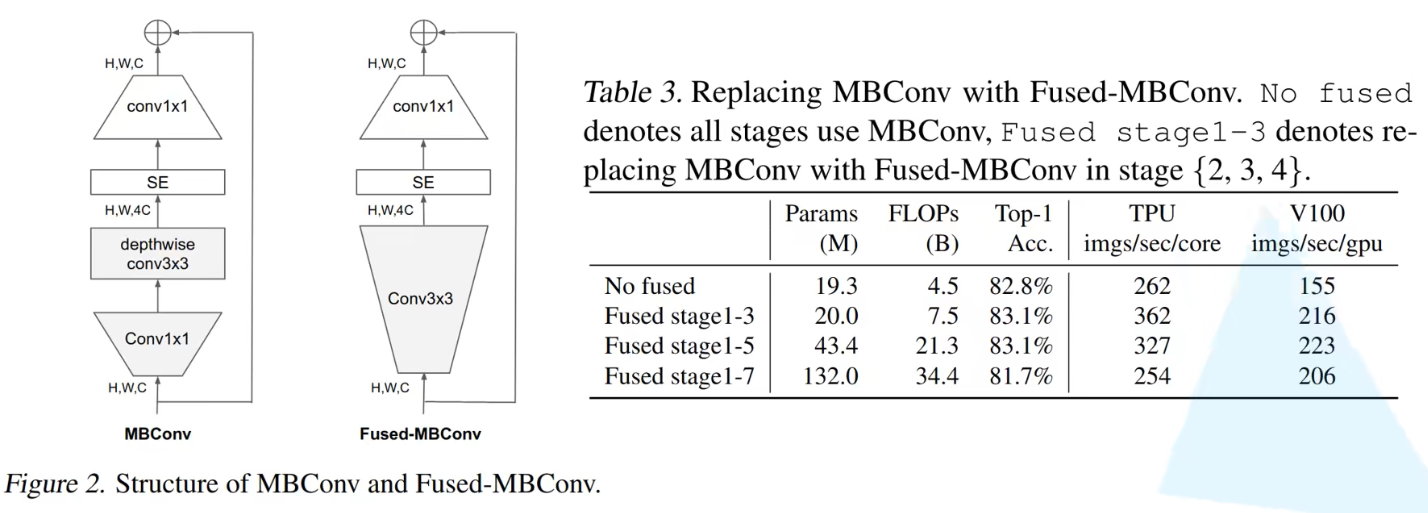 H,W,C
conv1x1
SE
H,W,4C
depthwise
conv3x3
Conv1x1
H,W,C
MBConv
H,W,C
conv1x1
SE
H,W,4C
Conv3x3
H,W,C
Fused-MBConv
Figure 2. Structure of MBConv and Fused-MBConv.
Table 3. Replacing MBConv with Fused-MBConv. No fused
denotes all stages use MBConv, Fused stage1-3 denotes re-
placing MBConv with Fused-MBConv in stage {2, 3, 4}.
Params FLOPs Top-1 TPU V100
(M) (B) Acc. imgs/sec/core imgs/sec/gpu
No fused 19.3 4.5 82.8% 262 155
Fused stage1-3 20.0 7.5 83.1% 362 216
Fused stage1-5 43.4 21.3 83.1% 327 223
Fused stage1-7 132.0 34.4 81.7% 254 206